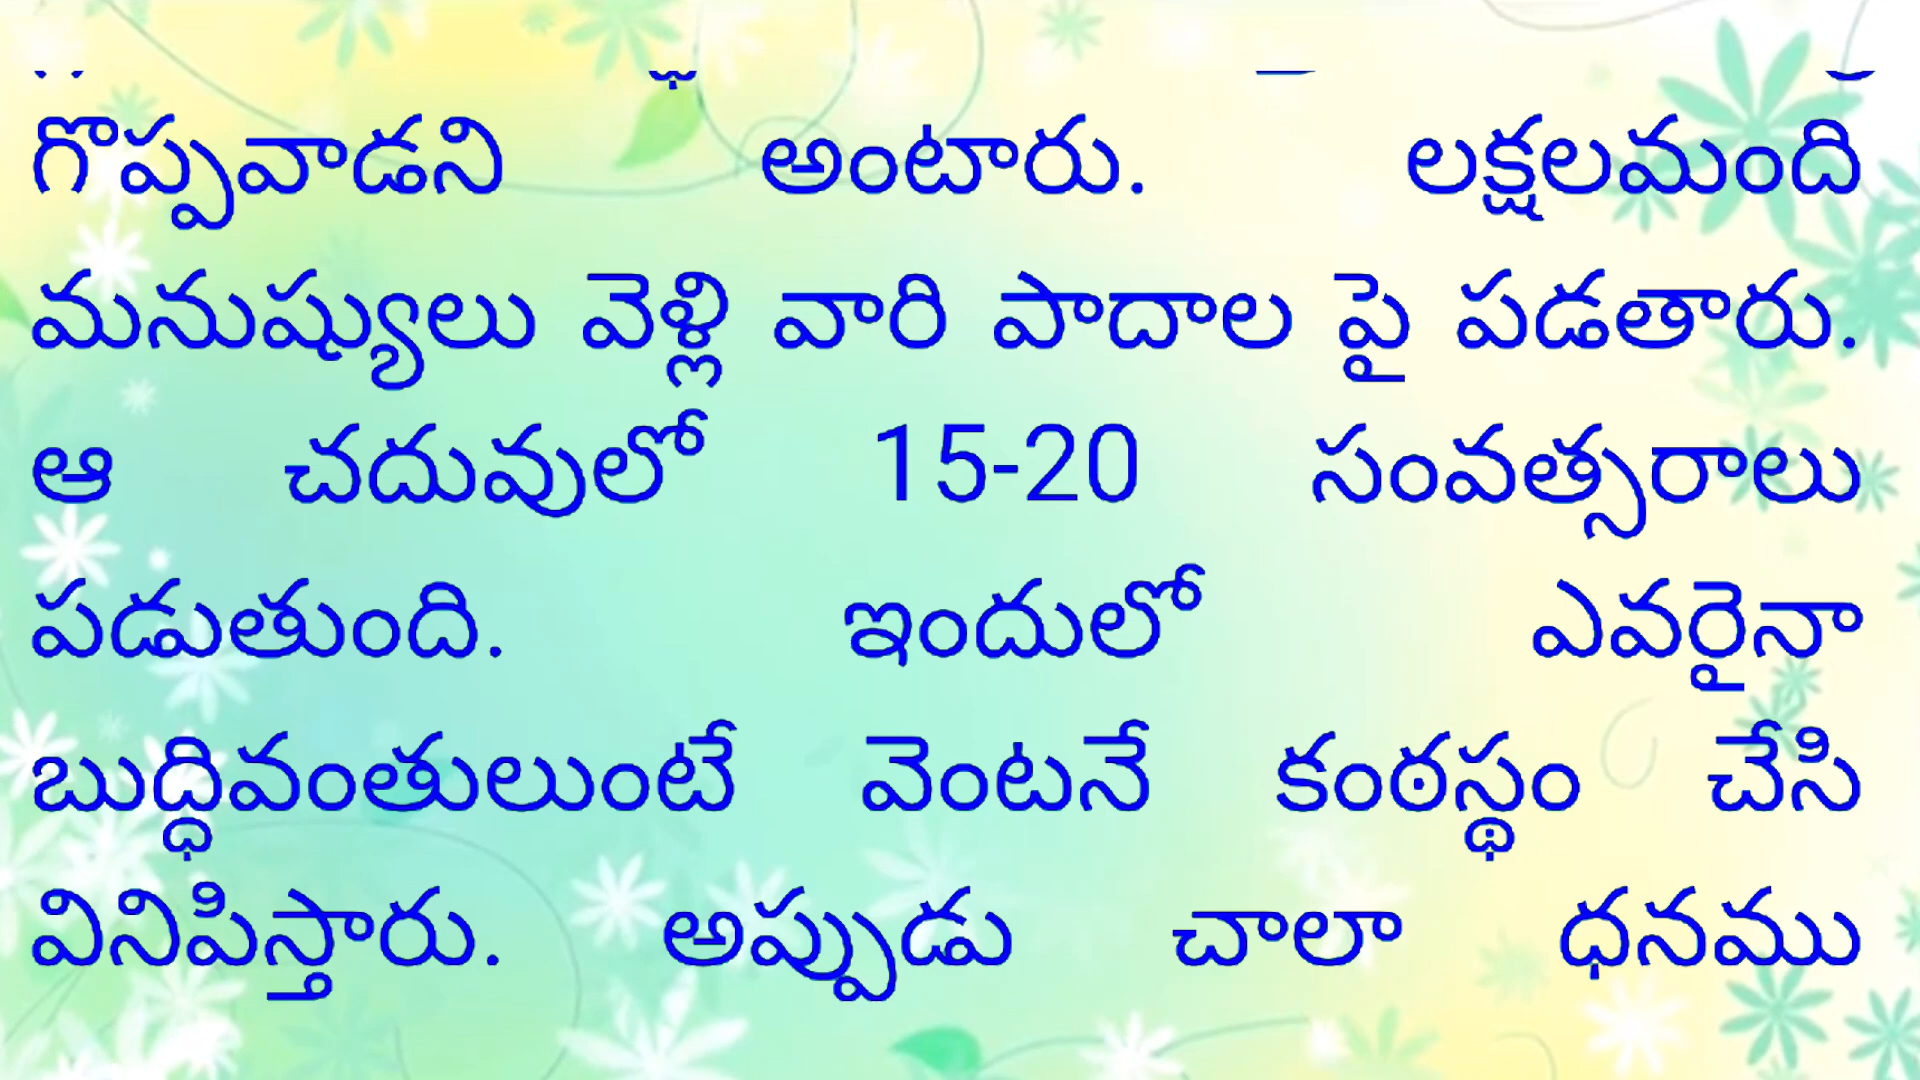 గొప్పవాడని అంటారు. లక్షలమంది
మనుష్యులు వెళ్లి వారి పాదాల పై పడతారు.
ఆ చదువులో 15-20 సంవత్సరాలు
పడుతుంది. ఇందులో ఎవరైనా
బుద్ధివంతులుంటే వెంటనే కంఠస్థం చేసి
వినిపిస్తారు. అప్పుడు చాలా ధనము